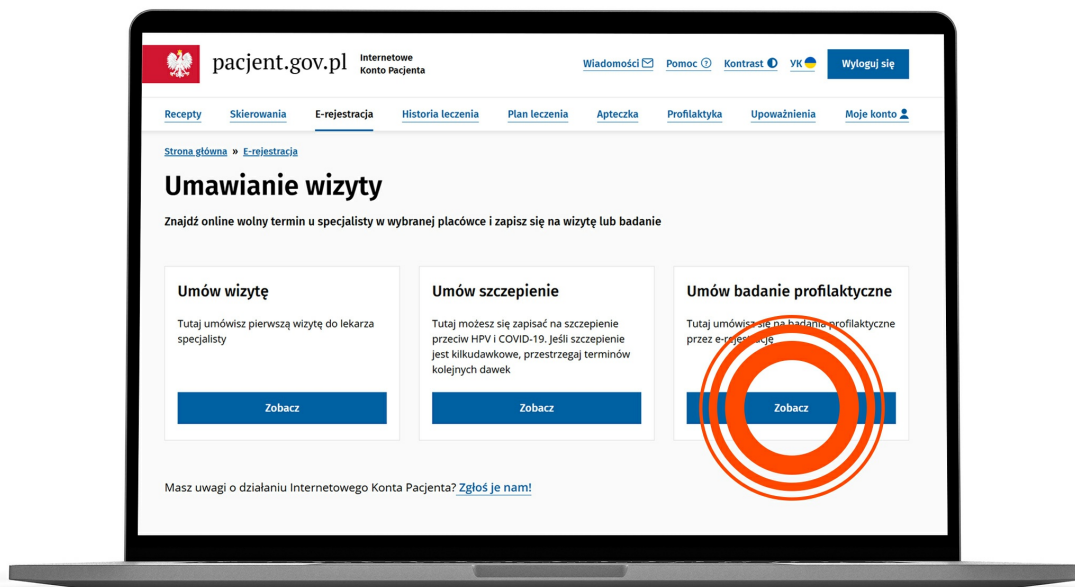 pacjent.gov.pl
Internetowe
Konto Pacjenta
Wiadomości
Pomoc
Kontrast
УК
Wyloguj się
Recepty
Skierowania
E-rejestracja
Historia leczenia
Plan leczenia
Apteczka
Profilaktyka
Upoważnienia
Moje konto
Strona główna » E-rejestracja
Umawianie wizyty
Znajdź online wolny termin u specjalisty w wybranej placówce i zapisz się na wizytę lub badanie
Umów wizytę
Tutaj umówisz pierwszą wizytę do lekarza
specjalisty
Zobacz
Umów szczepienie
Tutaj możesz się zapisać na szczepienie
przeciw HPV i COVID-19. Jeśli szczepienie
jest kilkudawkowe, przestrzegaj terminów
kolejnych dawek
Zobacz
Umów badanie profilaktyczne
Tutaj umówisz się na badania profilaktyczne
przez e-rejestrację
Zobacz
Masz uwagi o działaniu Internetowego Konta Pacjenta? Zgłoś je nam!